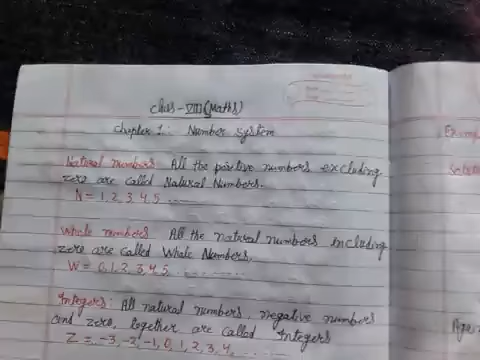 Class-VIII(Maths)
Chapter 1: Number System
Natural numbers All the positive numbers excluding
zero are called Natural Numbers.
N = 1, 2, 3, 4, 5 ......
Whole numbers All the natural numbers including
zero are called Whole Numbers.
W = 0, 1, 2, 3, 4, 5 ..........
Integers: All natural numbers, negative numbers
and zero, together are called Integers
Z = -3, -2, -1, 0, 1, 2, 3, 4, ......